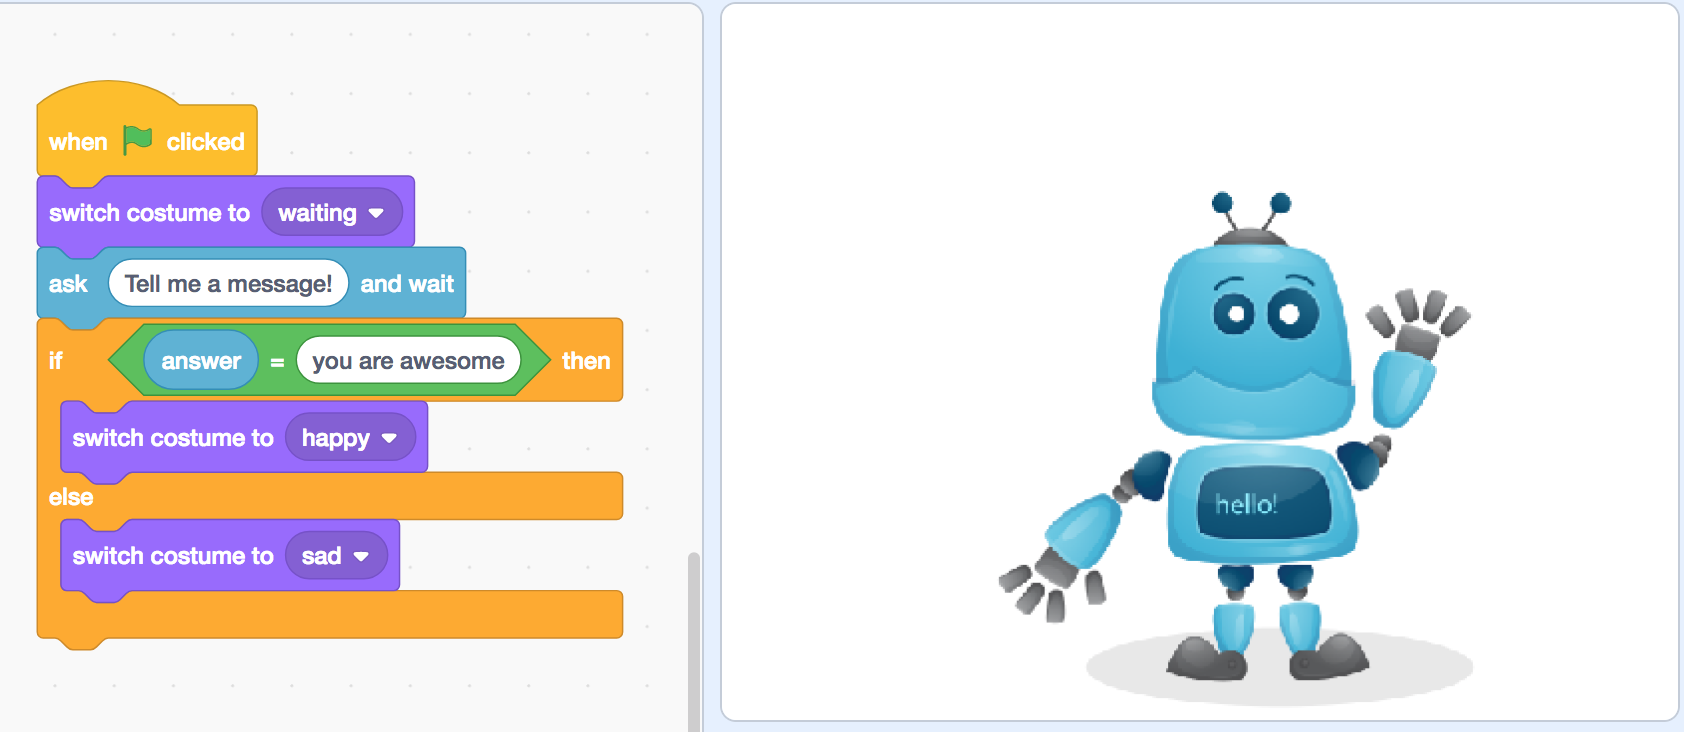 when clicked
switch costume to waiting
ask Tell me a message! and wait
if answer = you are awesome then
switch costume to happy
else
switch costume to sad
hello!